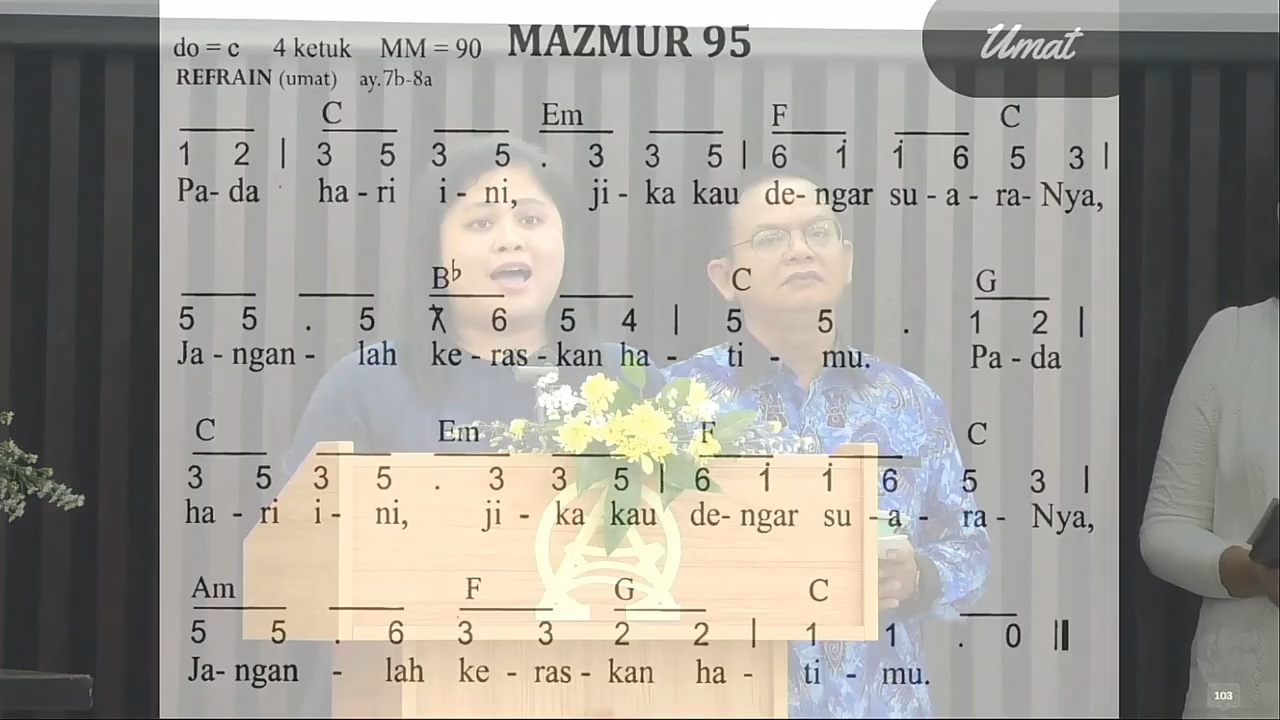 do = c 4 ketuk MM = 90 MAZMUR 95
Umat
REFRAIN (umat) ay.7b-8a
C Em F C
1 2 | 3 5 3 5 . 3 3 5 | 6 i i 6 5 3 |
Pa- da ha - ri i - ni, ji - ka kau de- ngar su - a - ra- Nya,
B♭ C G
5 5 . 5 7̷ 6 5 4 | 5 5 . 1 2 |
Ja - ngan - lah ke - ras - kan ha - ti - mu. Pa - da
C Em F C
3 5 3 5 . 3 3 5 | 6 i i 6 5 3 |
ha - ri i - ni, ji - ka kau de- ngar su - a - ra - Nya,
Am F G C
5 5 . 6 3 3 2 2 | 1 1 . 0 ||
Ja- ngan - lah ke - ras - kan ha - ti - mu.
103